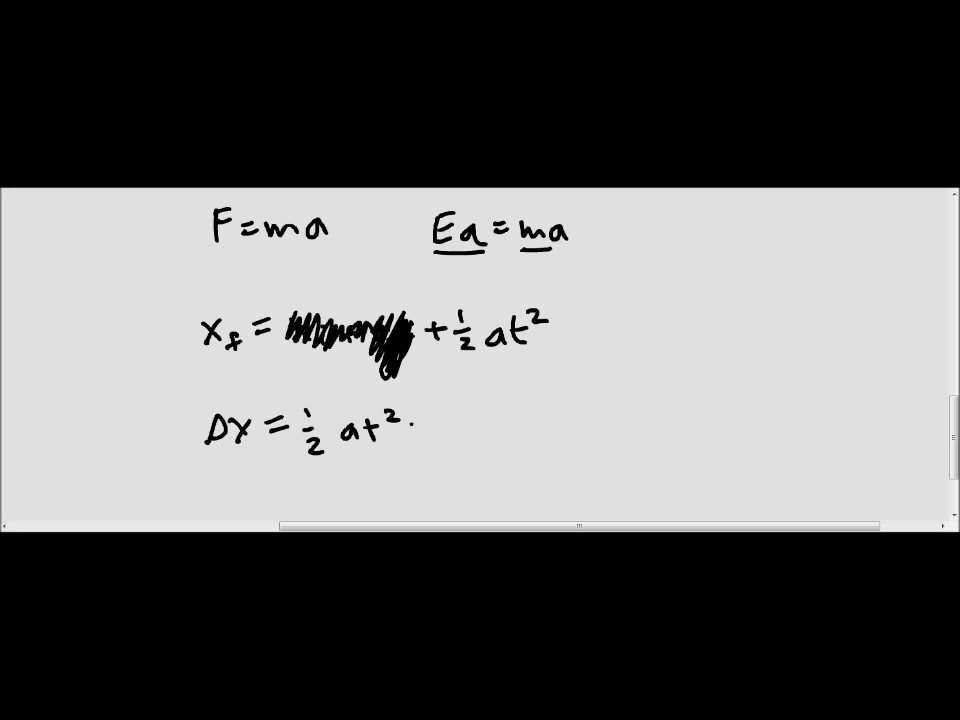 F=ma Ea=ma
x_f = + 1/2 at²
Δx = 1/2 at²